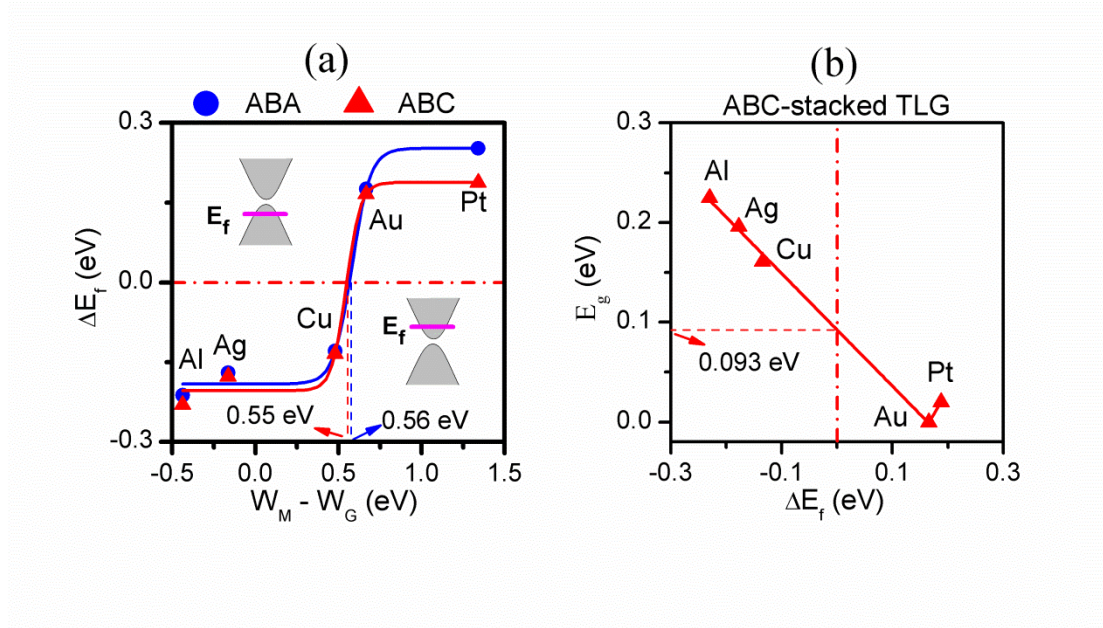 (a)
ABA ABC
ΔE_f (eV)
0.3
0.0
-0.3
E_f
E_f
Al
Ag
Cu
Au
Pt
0.55 eV
0.56 eV
-0.5 0.0 0.5 1.0 1.5
W_M - W_G (eV)
(b)
ABC-stacked TLG
E_g (eV)
0.3
0.2
0.1
0.0
Al
Ag
Cu
0.093 eV
Au
Pt
-0.3 -0.1 0.1 0.3
ΔE_f (eV)